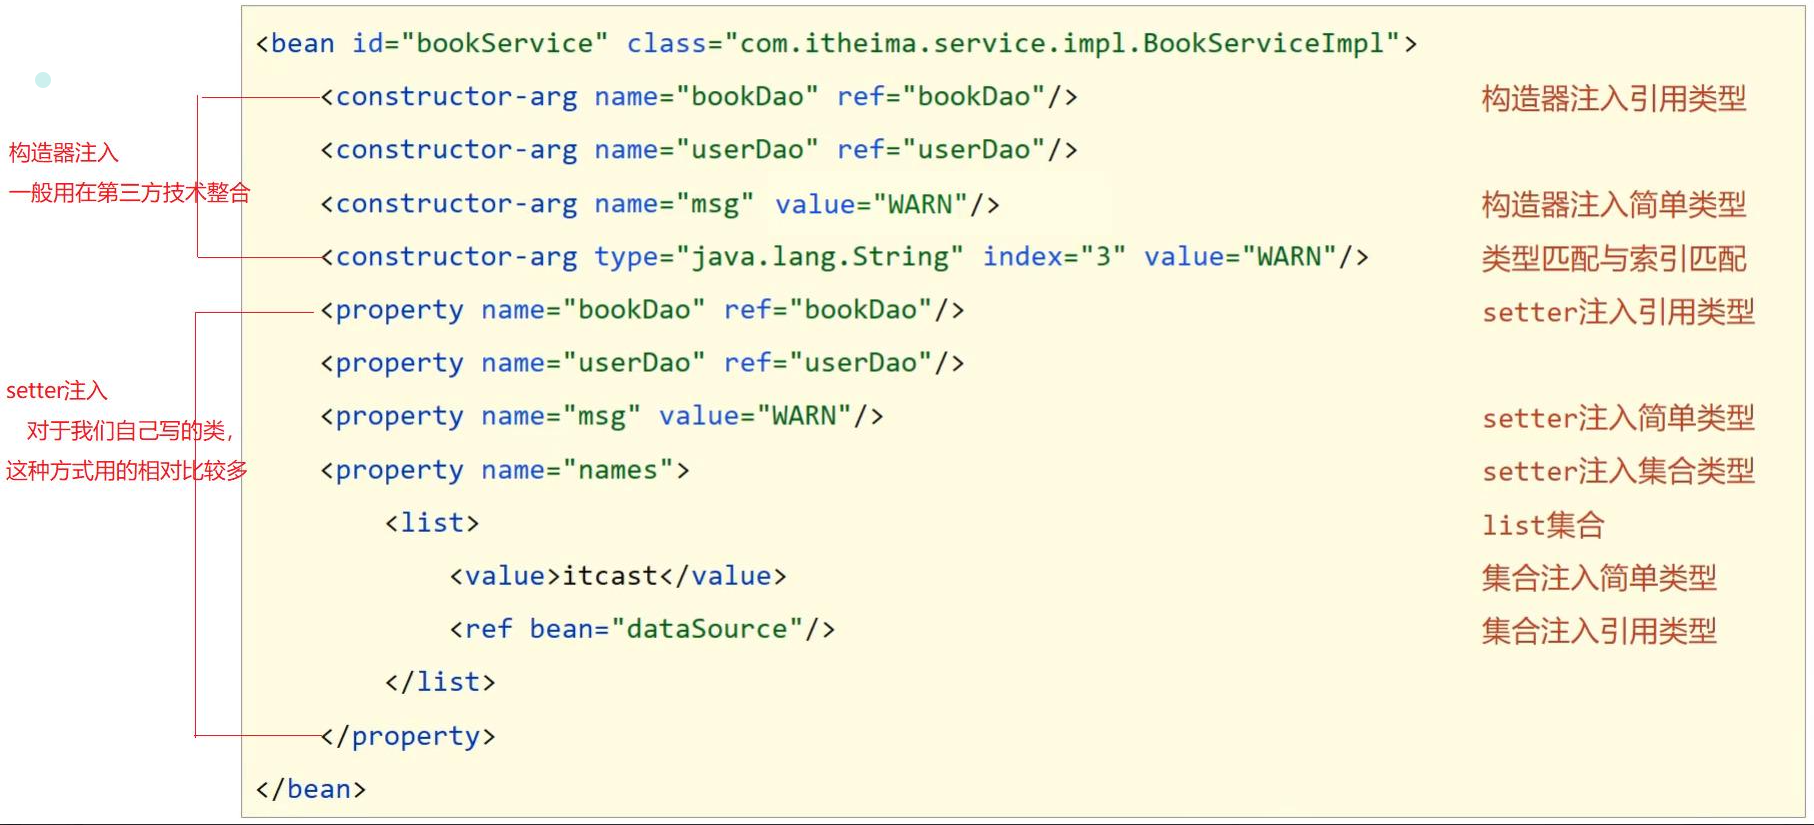 <bean id="bookService" class="com.itheima.service.impl.BookServiceImpl">
<constructor-arg name="bookDao" ref="bookDao"/> 构造器注入引用类型
<constructor-arg name="userDao" ref="userDao"/>
<constructor-arg name="msg" value="WARN"/> 构造器注入简单类型
<constructor-arg type="java.lang.String" index="3" value="WARN"/> 类型匹配与索引匹配
<property name="bookDao" ref="bookDao"/> setter注入引用类型
<property name="userDao" ref="userDao"/>
<property name="msg" value="WARN"/> setter注入简单类型
<property name="names"> setter注入集合类型
<list> list集合
<value>itcast</value> 集合注入简单类型
<ref bean="dataSource"/> 集合注入引用类型
</list>
</property>
</bean>
构造器注入
一般用在第三方技术整合
setter注入
对于我们自己写的类，
这种方式用的相对比较多